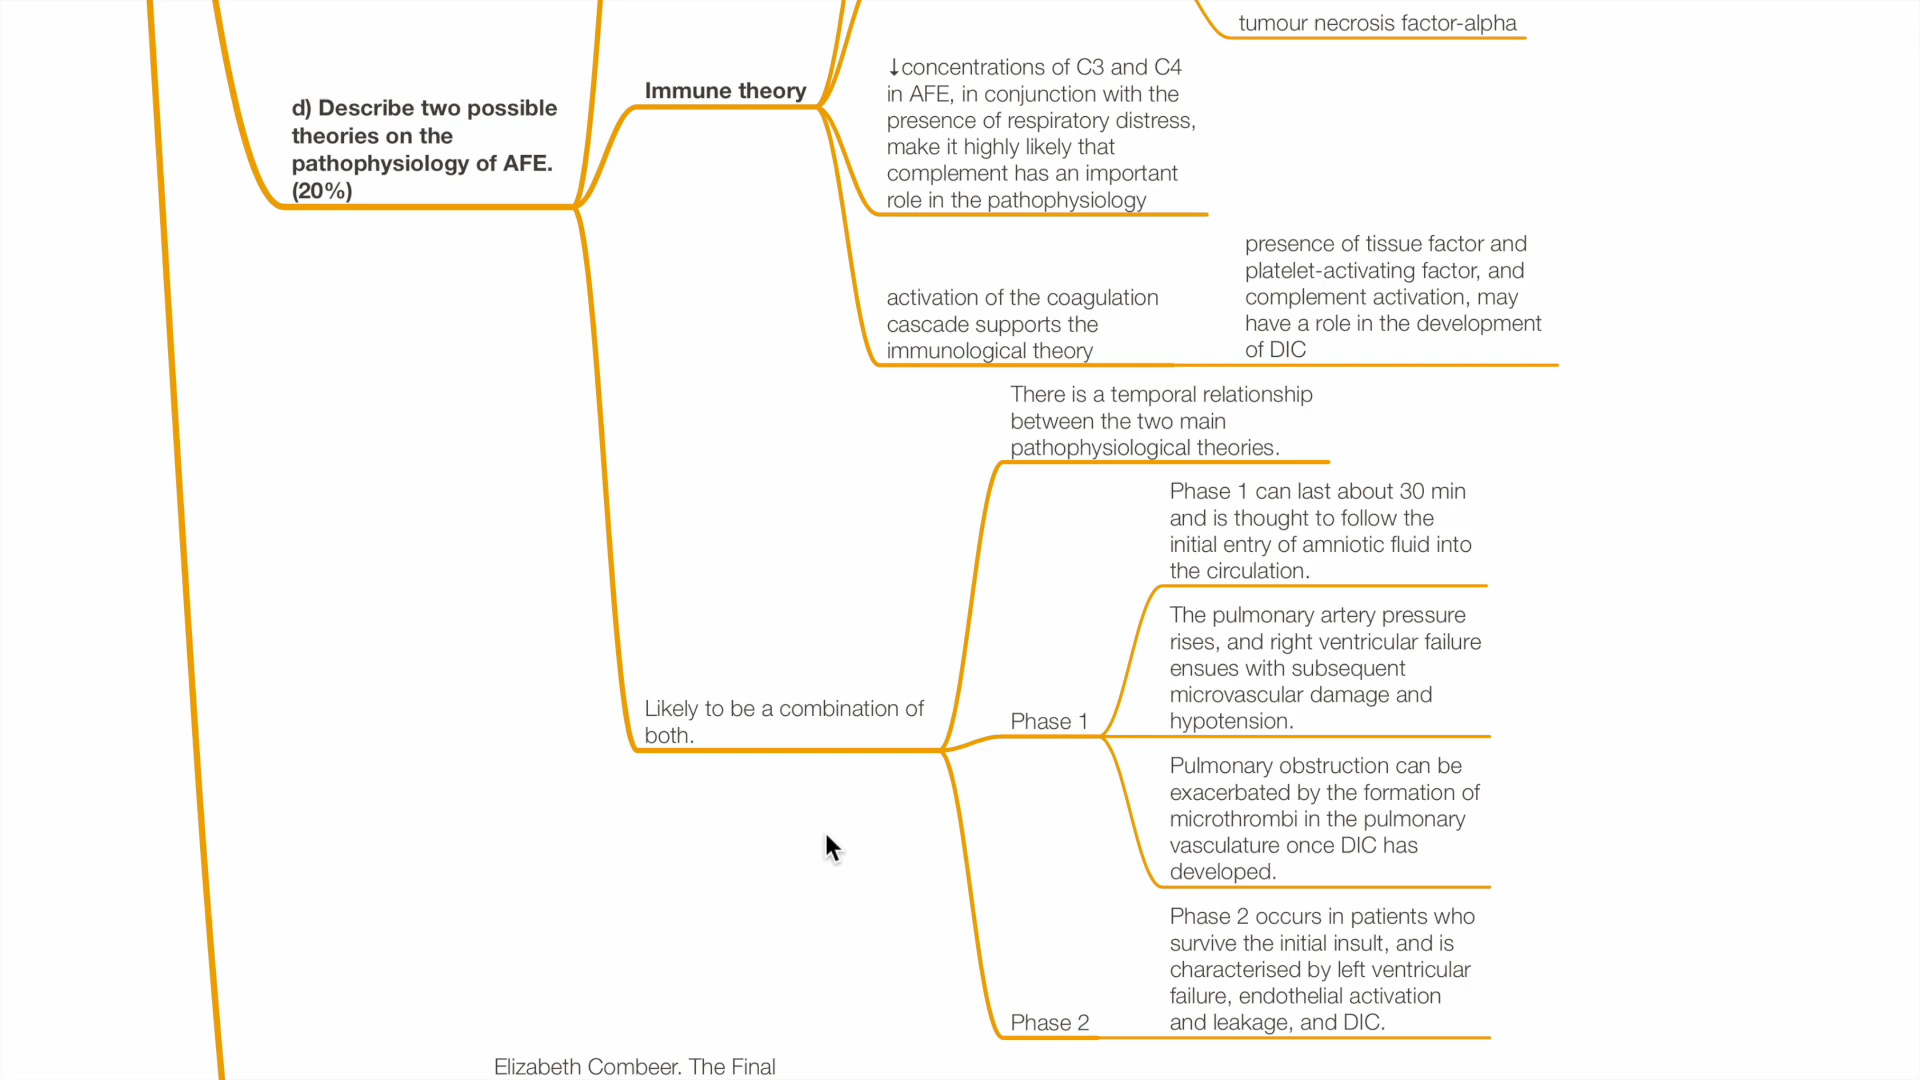 tumour necrosis factor-alpha
d) Describe two possible
theories on the
pathophysiology of AFE.
(20%)
Immune theory
↓concentrations of C3 and C4
in AFE, in conjunction with the
presence of respiratory distress,
make it highly likely that
complement has an important
role in the pathophysiology
activation of the coagulation
cascade supports the
immunological theory
presence of tissue factor and
platelet-activating factor, and
complement activation, may
have a role in the development
of DIC
Likely to be a combination of
both.
There is a temporal relationship
between the two main
pathophysiological theories.
Phase 1
Phase 1 can last about 30 min
and is thought to follow the
initial entry of amniotic fluid into
the circulation.
The pulmonary artery pressure
rises, and right ventricular failure
ensues with subsequent
microvascular damage and
hypotension.
Pulmonary obstruction can be
exacerbated by the formation of
microthrombi in the pulmonary
vasculature once DIC has
developed.
Phase 2
Phase 2 occurs in patients who
survive the initial insult, and is
characterised by left ventricular
failure, endothelial activation
and leakage, and DIC.
Elizabeth Combeer. The Final